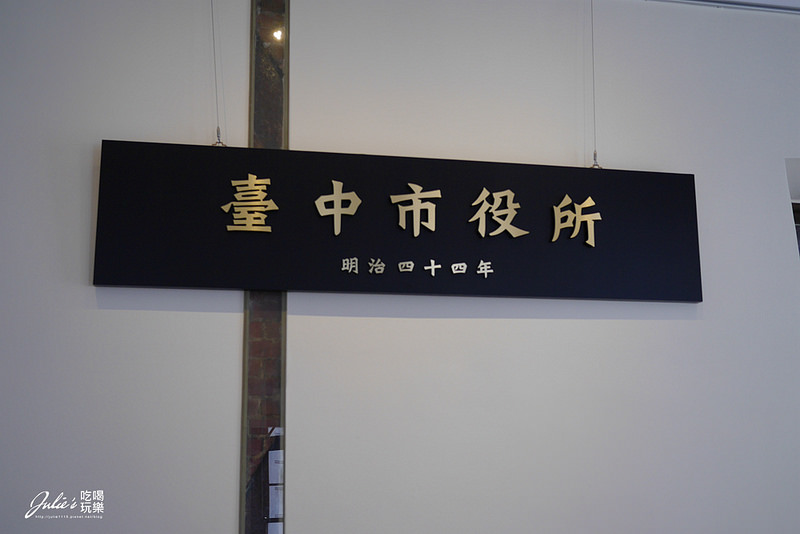 臺中市役所
明治四十四年
Julie's 吃喝
玩樂